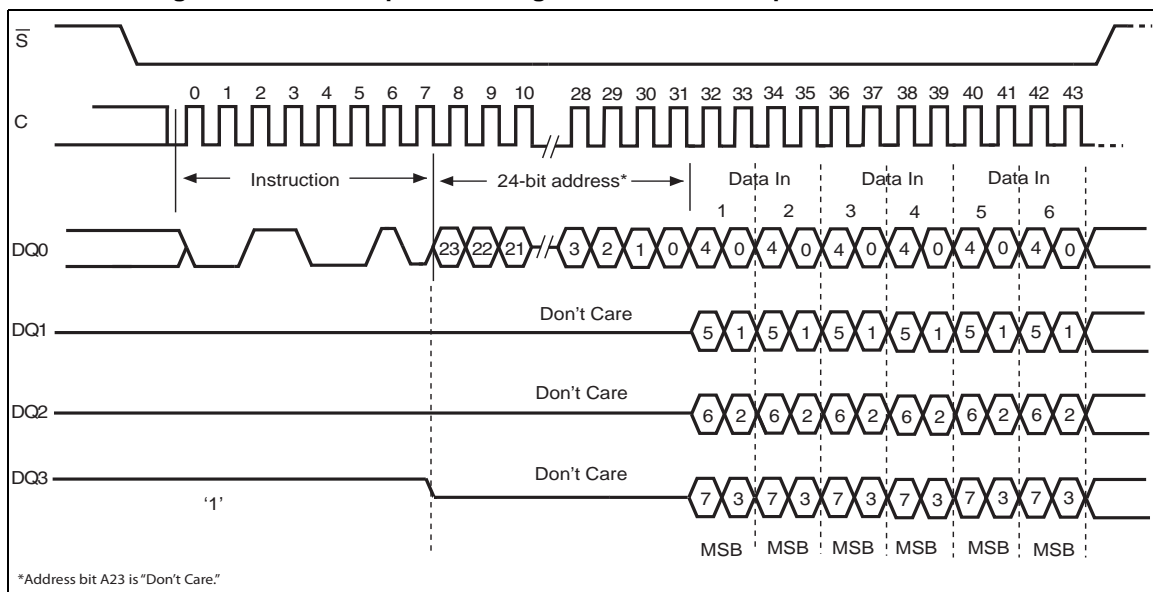 S
0 1 2 3 4 5 6 7 8 9 10 28 29 30 31 32 33 34 35 36 37 38 39 40 41 42 43
C
Instruction 24-bit address* Data In Data In Data In
1 2 3 4 5 6
DQ0 23 22 21 3 2 1 0 4 0 4 0 4 0 4 0 4 0 4 0
Don't Care
DQ1 5 1 5 1 5 1 5 1 5 1 5 1
Don't Care
DQ2 6 2 6 2 6 2 6 2 6 2 6 2
DQ3 Don't Care
‘1’ 7 3 7 3 7 3 7 3 7 3 7 3
MSB MSB MSB MSB MSB MSB
*Address bit A23 is "Don't Care."